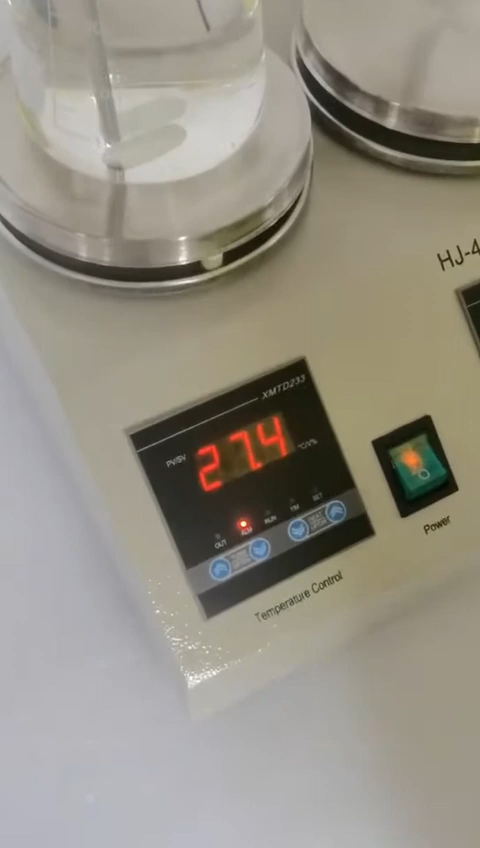 HJ-4
XMTD233
PV/SV
27.4
°C/V%
OUT ALM RUN TIM SET
Temperature Control
Power